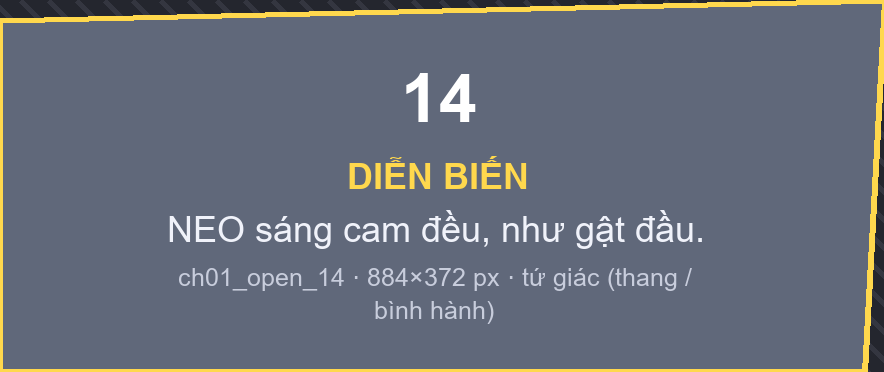 14
DIỄN BIẾN
NEO sáng cam đều, như gật đầu.
ch01_open_14 · 884×372 px · tứ giác (thang /
bình hành)